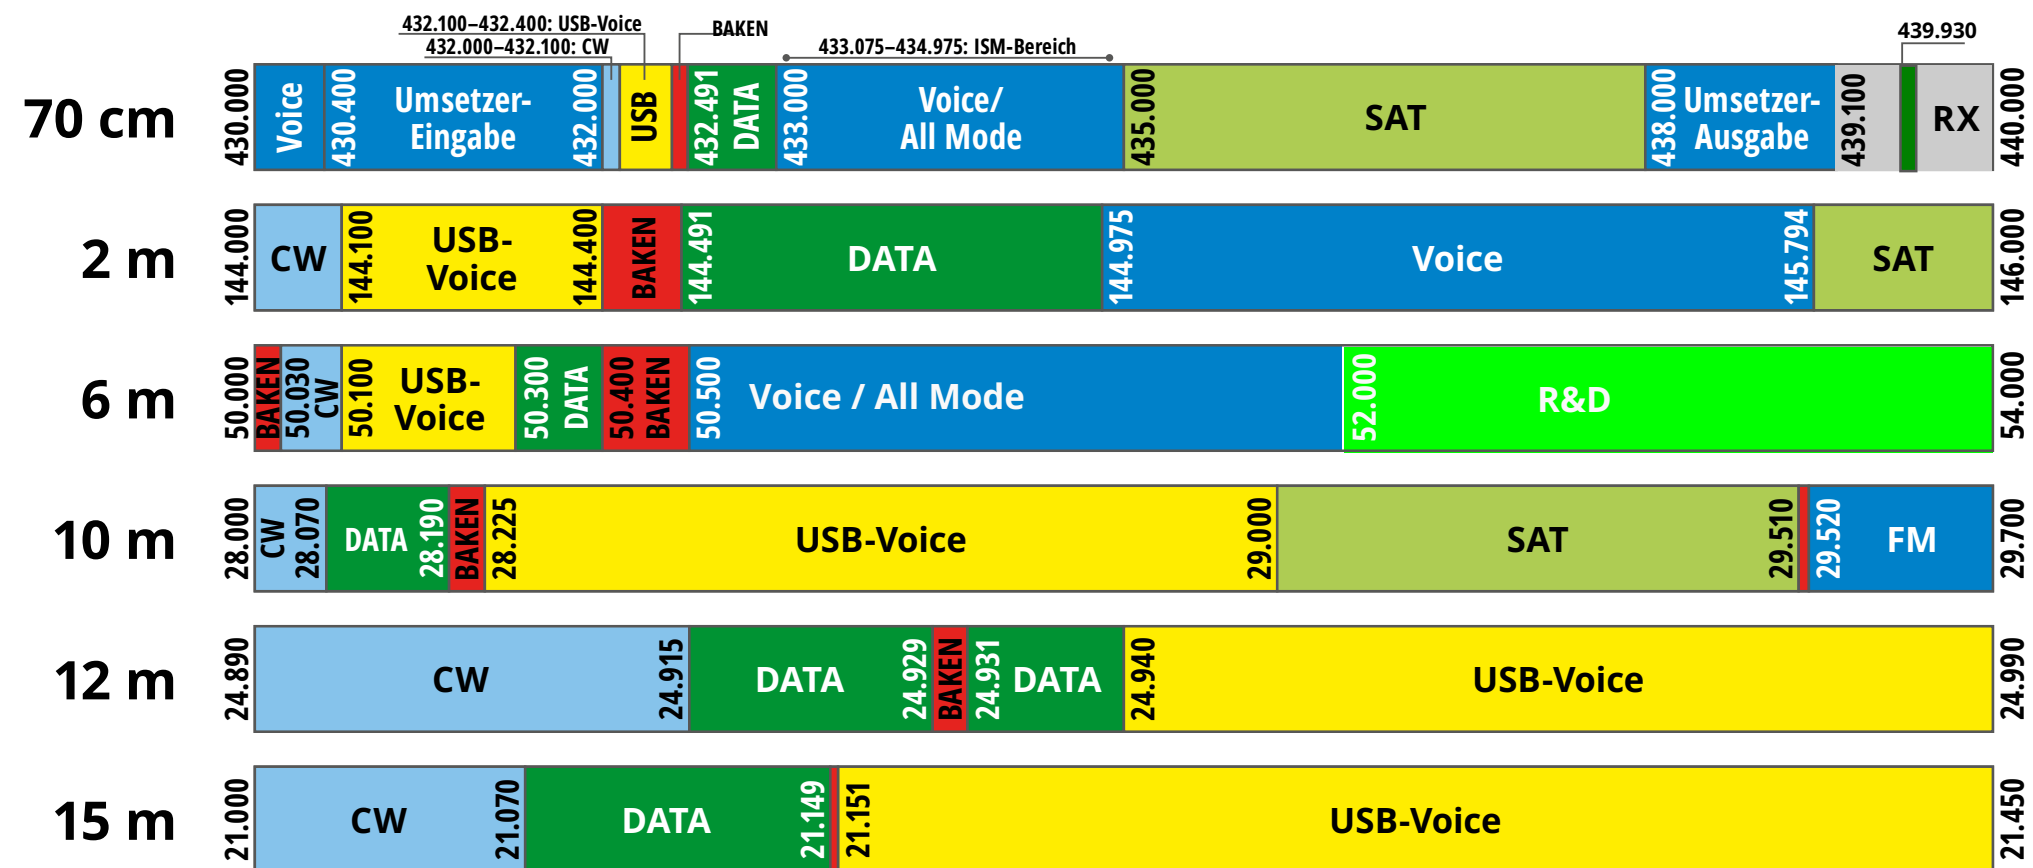 432.100–432.400: USB-Voice
BAKEN
439.930
432.000–432.100: CW
433.075–434.975: ISM-Bereich
70 cm
430.000
Voice
430.400
Umsetzer-
Eingabe
432.000
USB
432.491
DATA
433.000
Voice/
All Mode
435.000
SAT
438.000
Umsetzer-
Ausgabe
439.100
RX
440.000
2 m
144.000
CW
144.100
USB-
Voice
144.400
BAKEN
144.491
DATA
144.975
Voice
145.794
SAT
146.000
6 m
50.000
BAKEN
50.030
CW
50.100
USB-
Voice
50.300
DATA
50.400
BAKEN
50.500
Voice / All Mode
52.000
R&D
54.000
10 m
28.000
CW
28.070
DATA
28.190
BAKEN
28.225
USB-Voice
29.000
SAT
29.510
29.520
FM
29.700
12 m
24.890
CW
24.915
DATA
24.929
BAKEN
24.931
DATA
24.940
USB-Voice
24.990
15 m
21.000
CW
21.070
DATA
21.149
21.151
USB-Voice
21.450